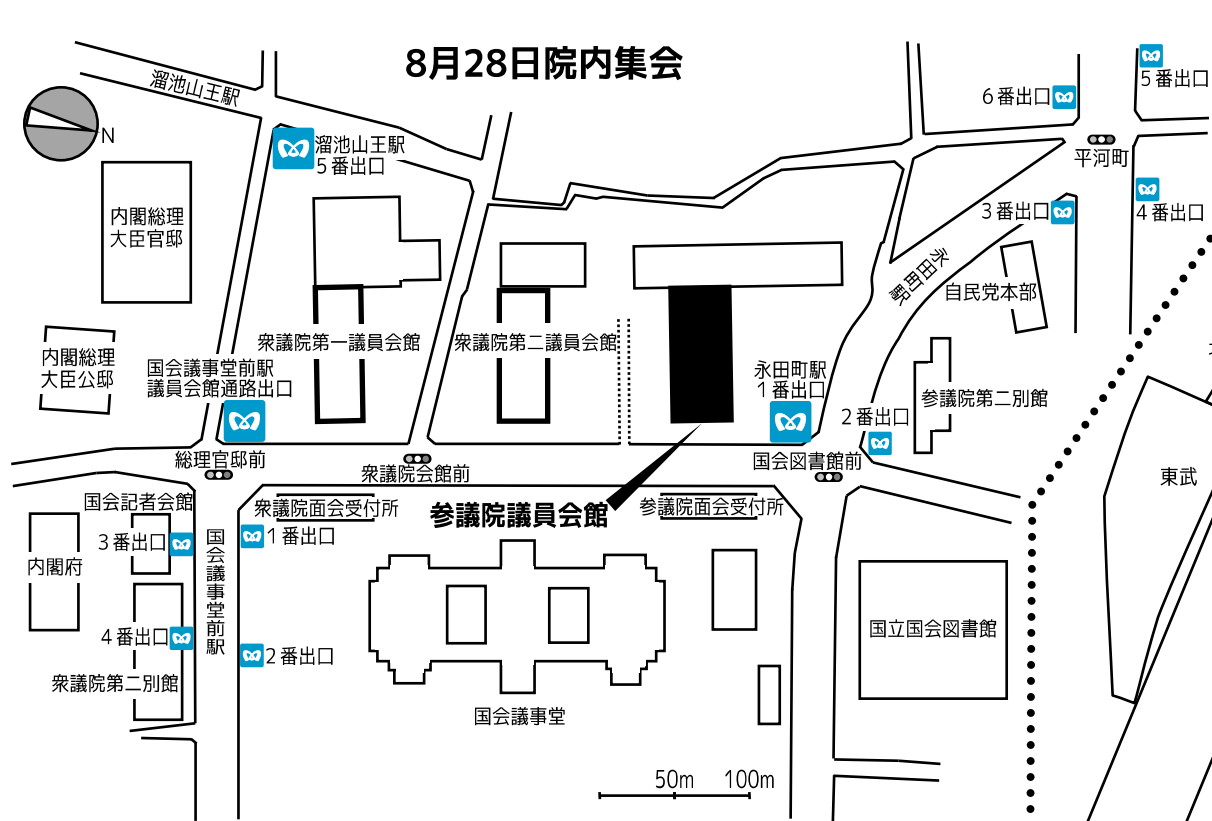 8月28日院内集会
溜池山王駅
N
溜池山王駅
5番出口
6番出口
5番出口
平河町
3番出口
4番出口
内閣総理
大臣官邸
永田町駅
自民党本部
内閣総理
大臣公邸
国会議事堂前駅
議員会館通路出口
衆議院第一議員会館
衆議院第二議員会館
永田町駅
1番出口
2番出口
参議院第二別館
総理官邸前
衆議院会館前
国会図書館前
東武
国会記者会館
衆議院面会受付所
参議院議員会館
参議院面会受付所
3番出口
1番出口
内閣府
国会議事堂前駅
4番出口
2番出口
衆議院第二別館
国会議事堂
国立国会図書館
50m
100m